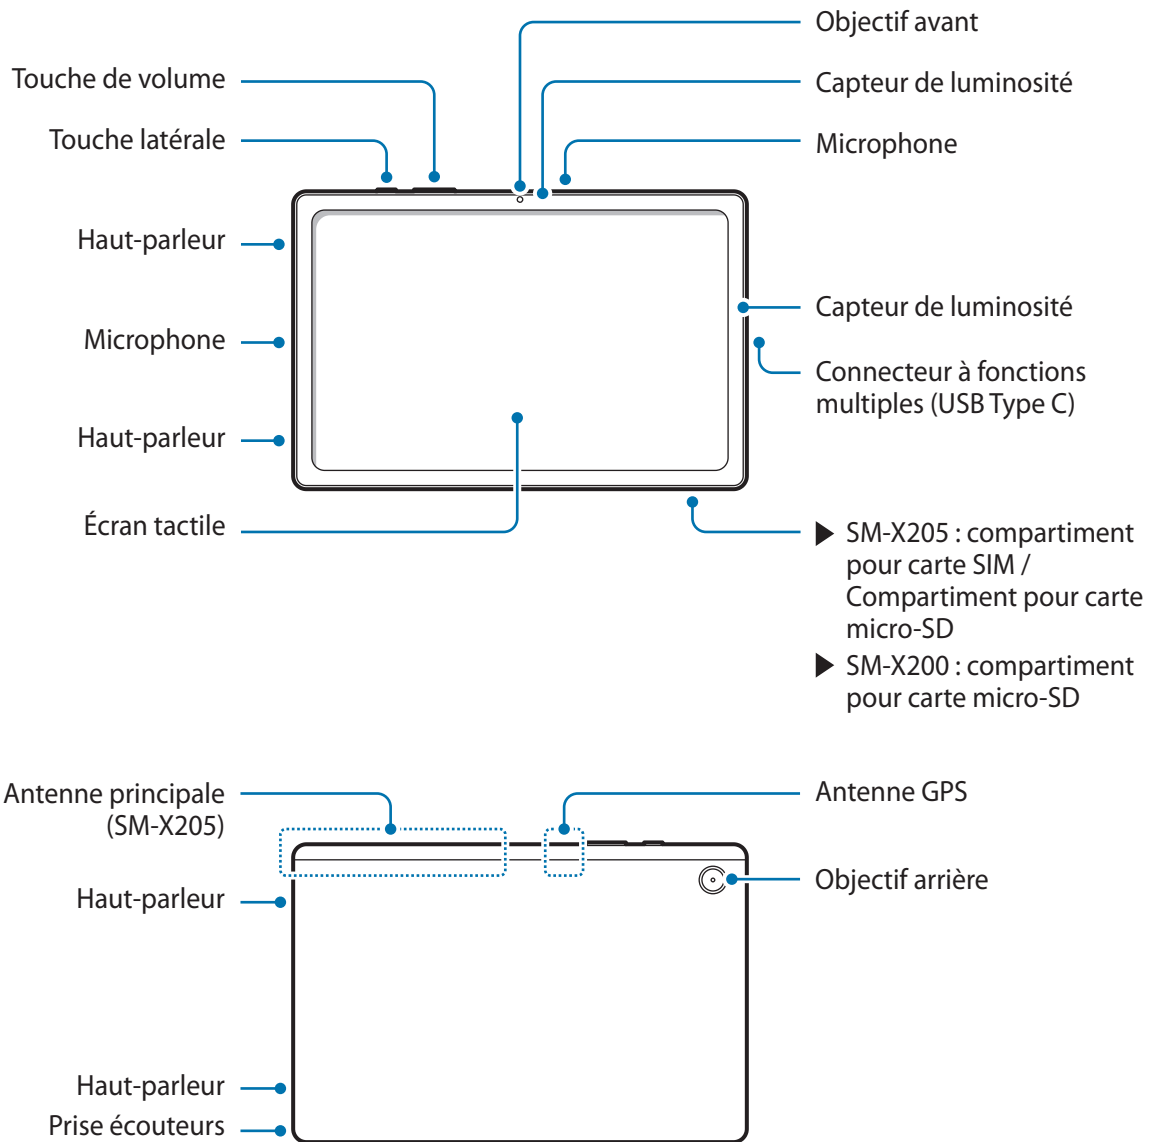 Objectif avant
Touche de volume
Capteur de luminosité
Touche latérale
Microphone
Haut-parleur
Capteur de luminosité
Microphone
Connecteur à fonctions
multiples (USB Type C)
Haut-parleur
Écran tactile
SM-X205 : compartiment
pour carte SIM /
Compartiment pour carte
micro-SD
SM-X200 : compartiment
pour carte micro-SD
Antenne principale
(SM-X205)
Antenne GPS
Haut-parleur
Objectif arrière
Haut-parleur
Prise écouteurs